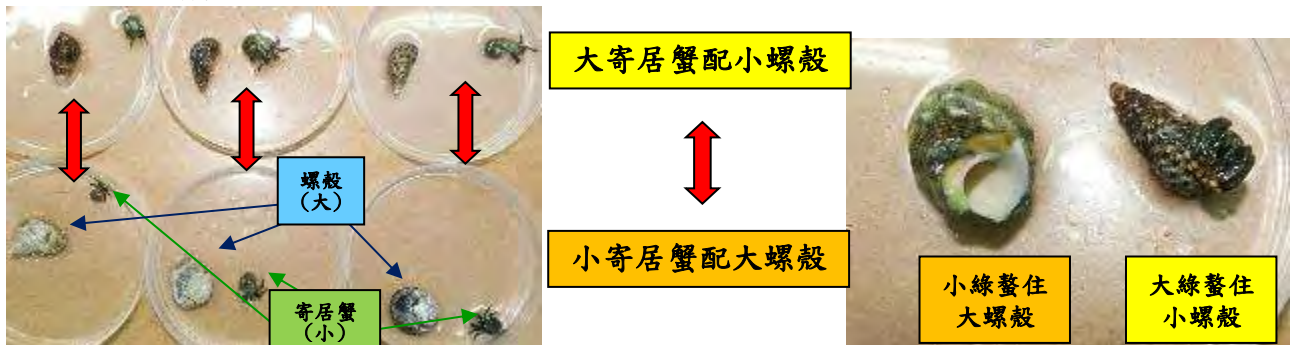 大寄居蟹配小螺殼
螺殼
（大）
小寄居蟹配大螺殼
寄居蟹
（小）
小綠螯住
大螺殼
大綠螯住
小螺殼